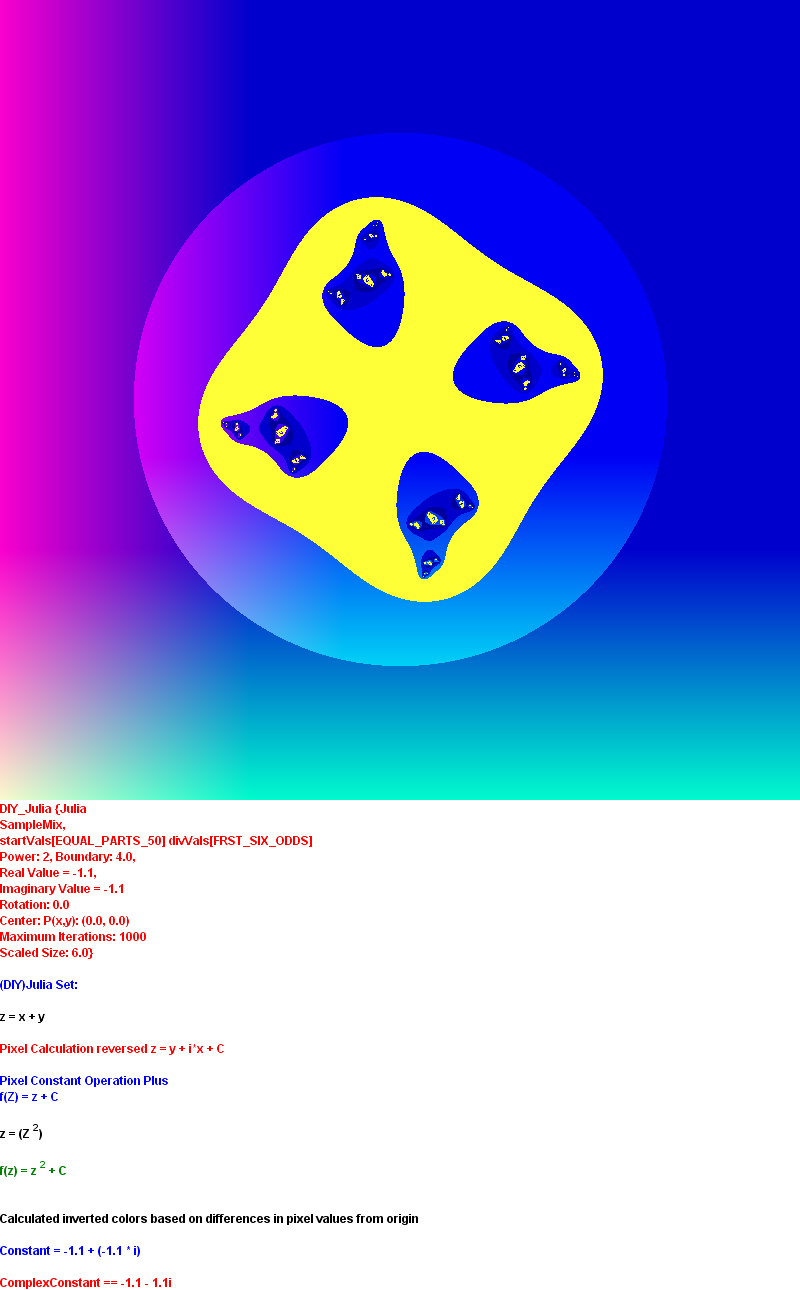 DIY_Julia {Julia
SampleMix,
startVals[EQUAL_PARTS_50] divVals[FRST_SIX_ODDS]
Power: 2, Boundary: 4.0,
Real Value = -1.1,
Imaginary Value = -1.1
Rotation: 0.0
Center: P(x,y): (0.0, 0.0)
Maximum Iterations: 1000
Scaled Size: 6.0}
(DIY)Julia Set:
z = x + y
Pixel Calculation reversed z = y + i*x + C
Pixel Constant Operation Plus
f(Z) = z + C
z = (Z 2)
f(z) = z 2 + C
Calculated inverted colors based on differences in pixel values from origin
Constant = -1.1 + (-1.1 * i)
ComplexConstant == -1.1 - 1.1i